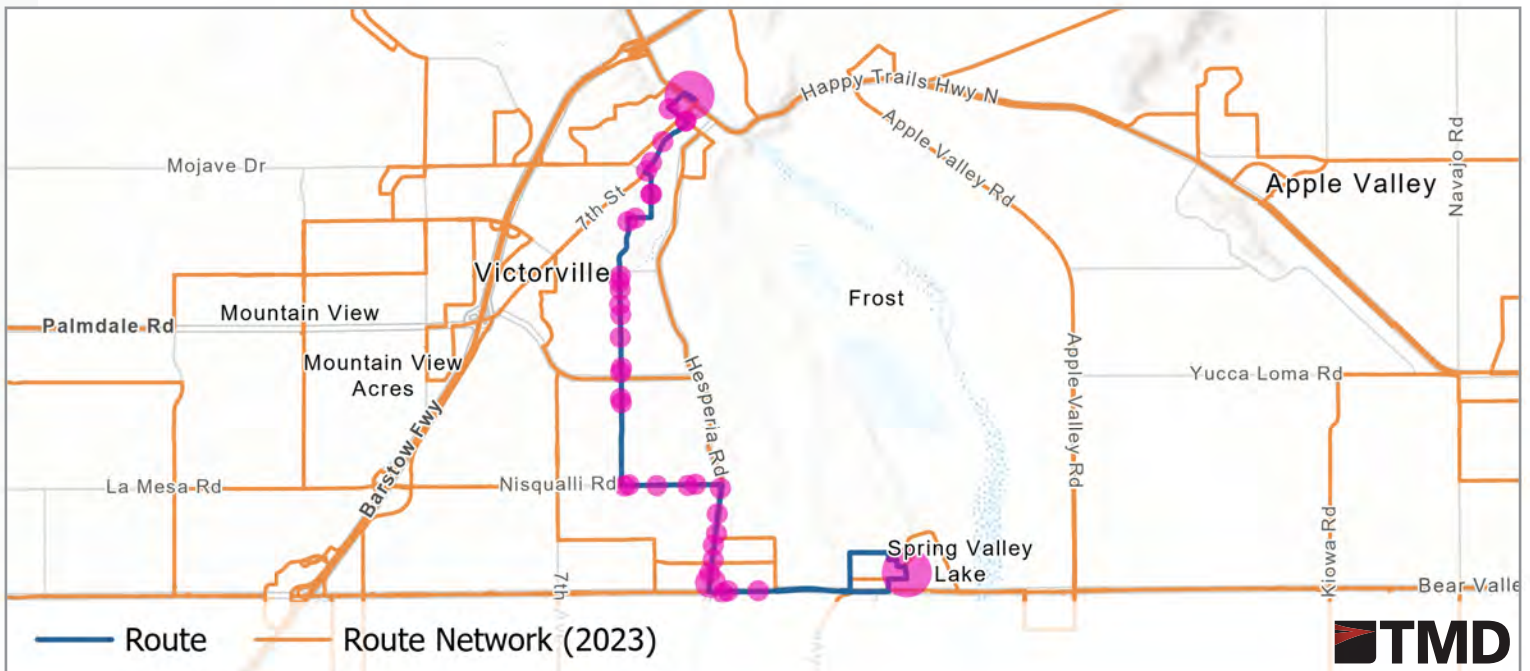 Happy Trails Hwy N
Mojave Dr
Apple Valley Rd
Navajo Rd
Apple Valley
7th St
Victorville
Mountain View
Palmdale Rd
Frost
Mountain View
Acres
Hesperia Rd
Apple Valley Rd
Yucca Loma Rd
Barstow Fwy
La Mesa Rd
Nisqualli Rd
Kiowa Rd
Spring Valley
Lake
7th
Bear Valle
Route
Route Network (2023)
TMD